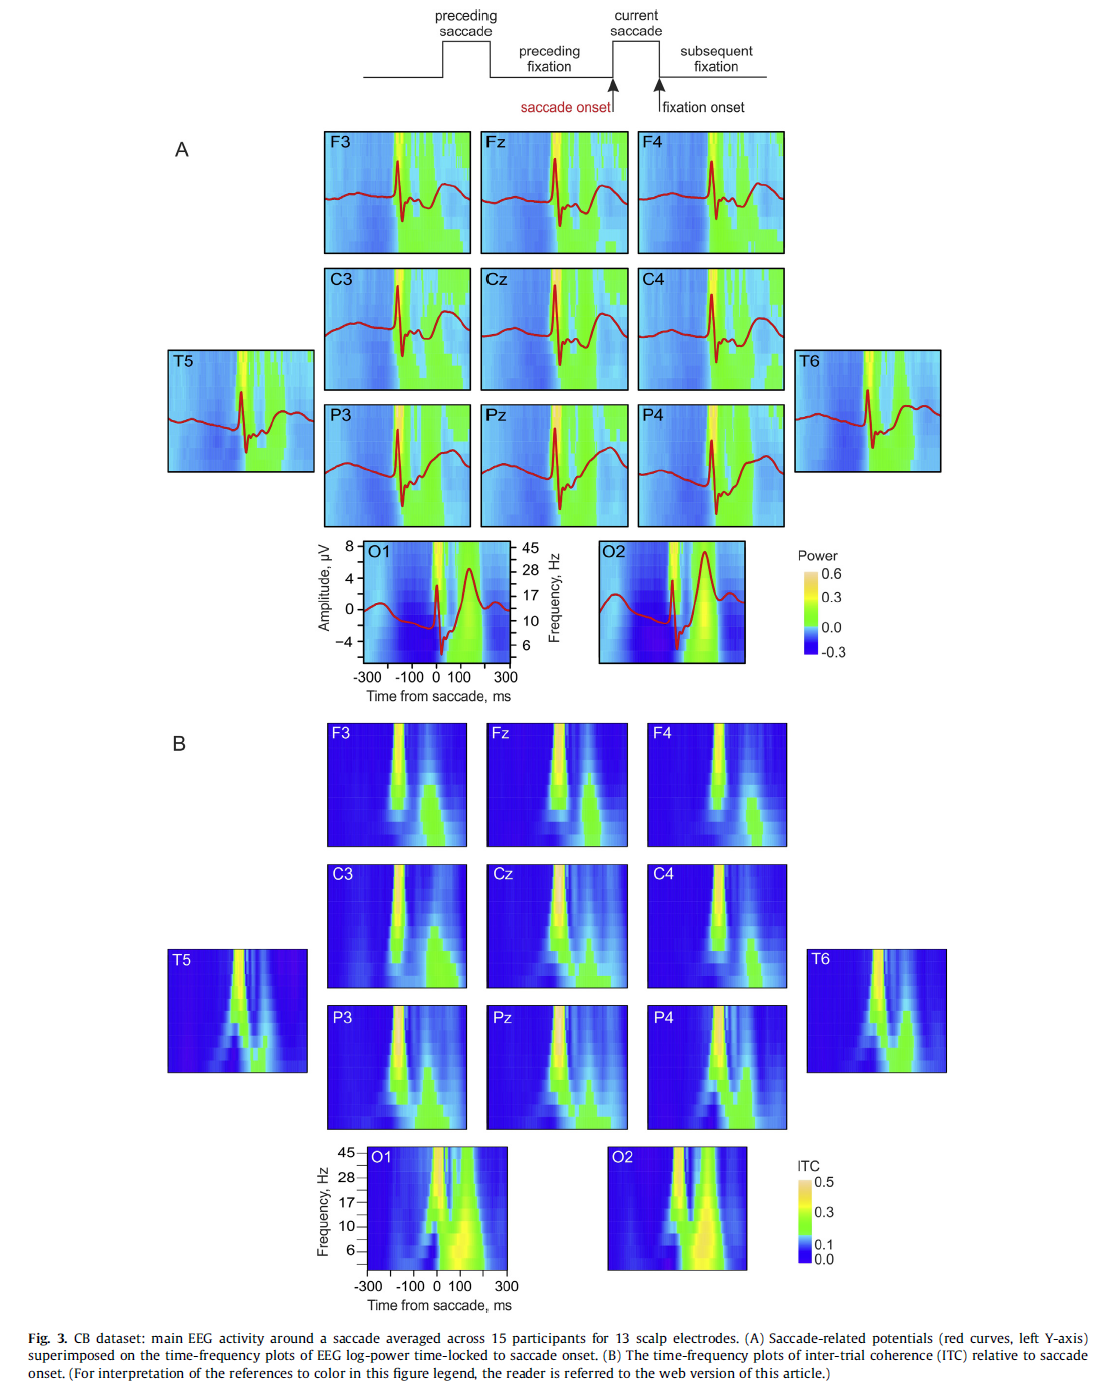 preceding
saccade
current
saccade
preceding
fixation
subsequent
fixation
saccade onset
fixation onset
A
F3
Fz
F4
C3
Cz
C4
T5
T6
P3
Pz
P4
O1
O2
Amplitude, µV
8
4
0
−4
45
28
17
10
6
Frequency, Hz
-300
-100
0
100
300
Time from saccade, ms
Power
0.6
0.3
0.0
-0.3
B
F3
Fz
F4
C3
Cz
C4
T5
T6
P3
Pz
P4
O1
O2
Frequency, Hz
45
28
17
10
6
-300
-100
0
100
300
Time from saccade, ms
ITC
0.5
0.3
0.1
0.0
Fig. 3. CB dataset: main EEG activity around a saccade averaged across 15 participants for 13 scalp electrodes. (A) Saccade-related potentials (red curves, left Y-axis)
superimposed on the time-frequency plots of EEG log-power time-locked to saccade onset. (B) The time-frequency plots of inter-trial coherence (ITC) relative to saccade
onset. (For interpretation of the references to color in this figure legend, the reader is referred to the web version of this article.)